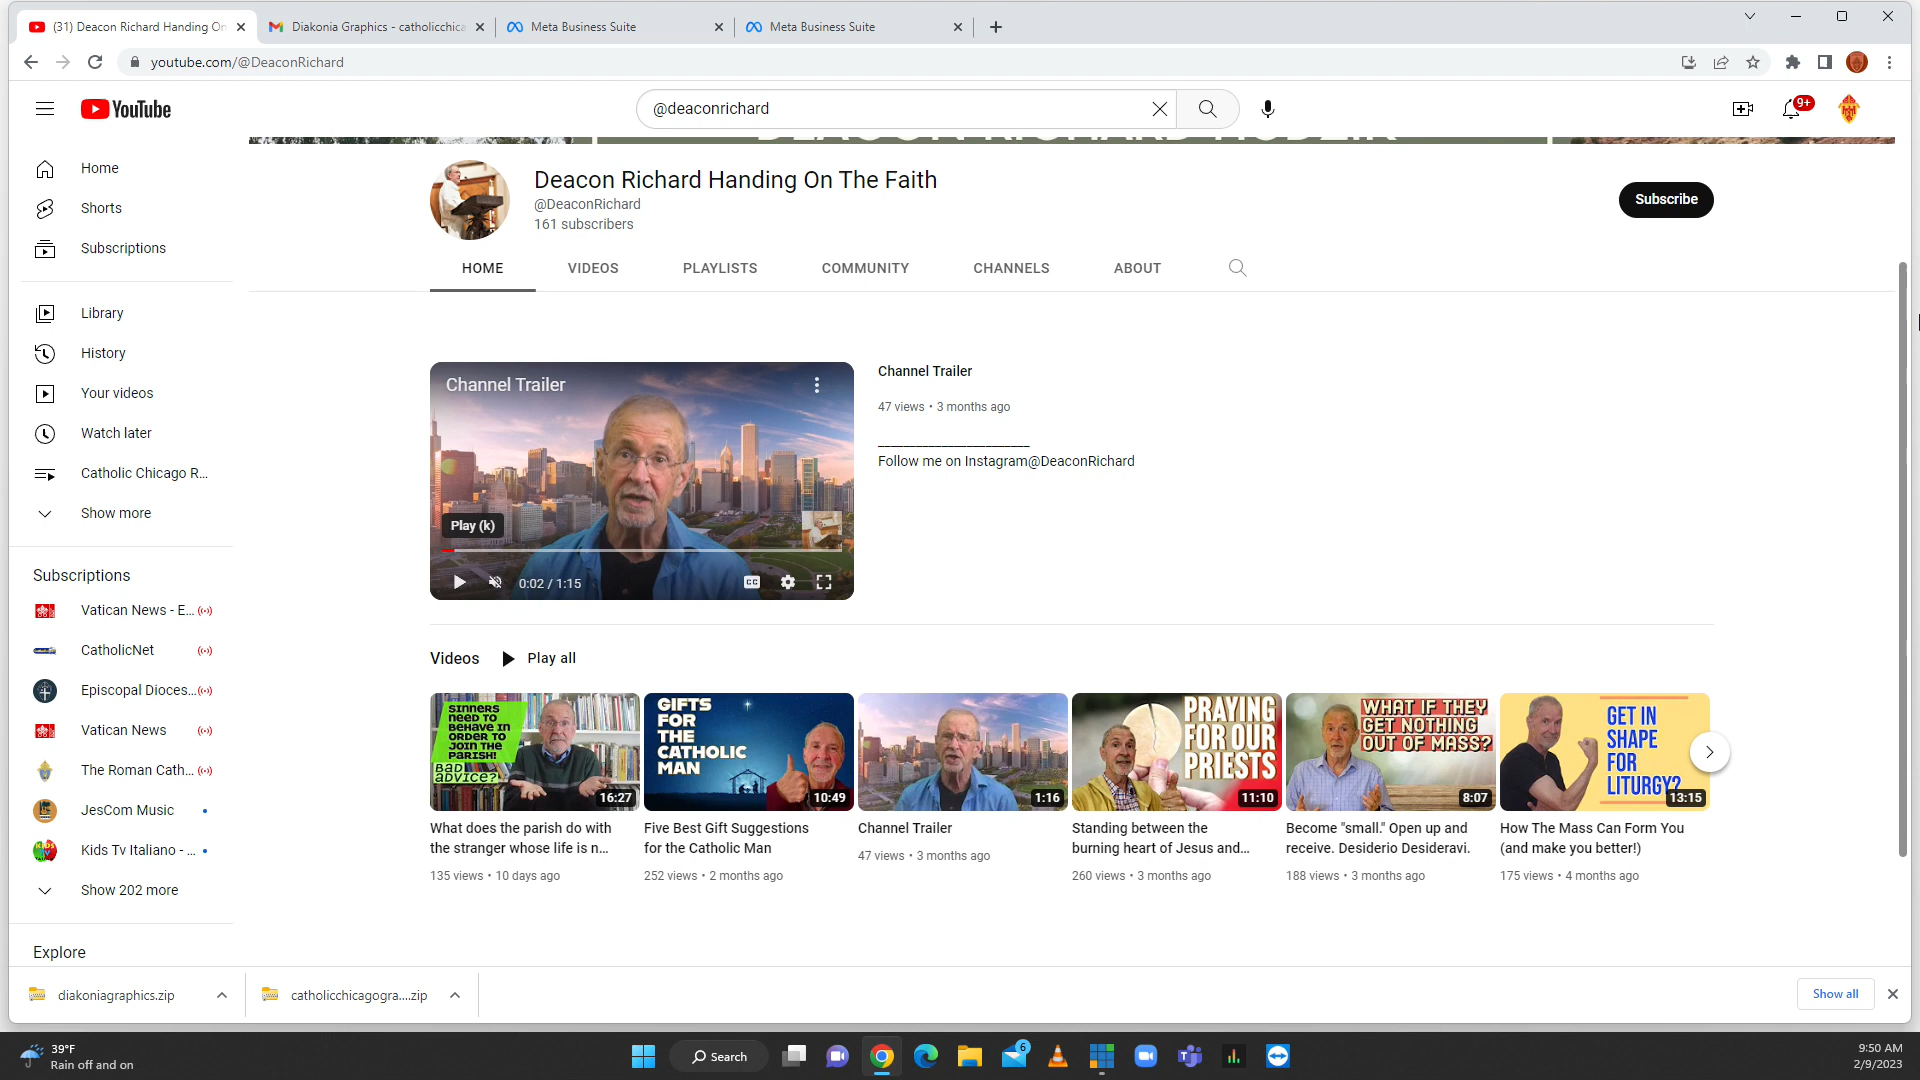 (31) Deacon Richard Handing On
Diakonia Graphics - catholicchica
Meta Business Suite
Meta Business Suite
youtube.com/@DeaconRichard
YouTube
@deaconrichard
9+
Home
Shorts
Subscriptions
Library
History
Your videos
Watch later
Catholic Chicago R...
Show more
Subscriptions
Vatican News - E...
CatholicNet
Episcopal Dioces...
Vatican News
The Roman Cath...
JesCom Music
Kids Tv Italiano - ...
Show 202 more
Explore
Deacon Richard Handing On The Faith
@DeaconRichard
161 subscribers
Subscribe
HOME
VIDEOS
PLAYLISTS
COMMUNITY
CHANNELS
ABOUT
Channel Trailer
Play (k)
0:02 / 1:15
CC
Channel Trailer
47 views • 3 months ago
________________________
Follow me on Instagram@DeaconRichard
Videos
Play all
SINNERS
NEED TO
BEHAVE IN
ORDER TO
JOIN THE
PARISH!
BAD
ADVICE?
16:27
What does the parish do with
the stranger whose life is n...
135 views • 10 days ago
GIFTS
FOR
THE
CATHOLIC
MAN
10:49
Five Best Gift Suggestions
for the Catholic Man
252 views • 2 months ago
1:16
Channel Trailer
47 views • 3 months ago
PRAYING
FOR OUR
PRIESTS
11:10
Standing between the
burning heart of Jesus and...
260 views • 3 months ago
WHAT IF THEY
GET NOTHING
OUT OF MASS?
8:07
Become "small." Open up and
receive. Desiderio Desideravi.
188 views • 3 months ago
GET IN
SHAPE
FOR
LITURGY?
13:15
How The Mass Can Form You
(and make you better!)
175 views • 4 months ago
diakoniagraphics.zip
catholicchicagogra....zip
Show all
39°F
Rain off and on
Search
6
9:50 AM
2/9/2023